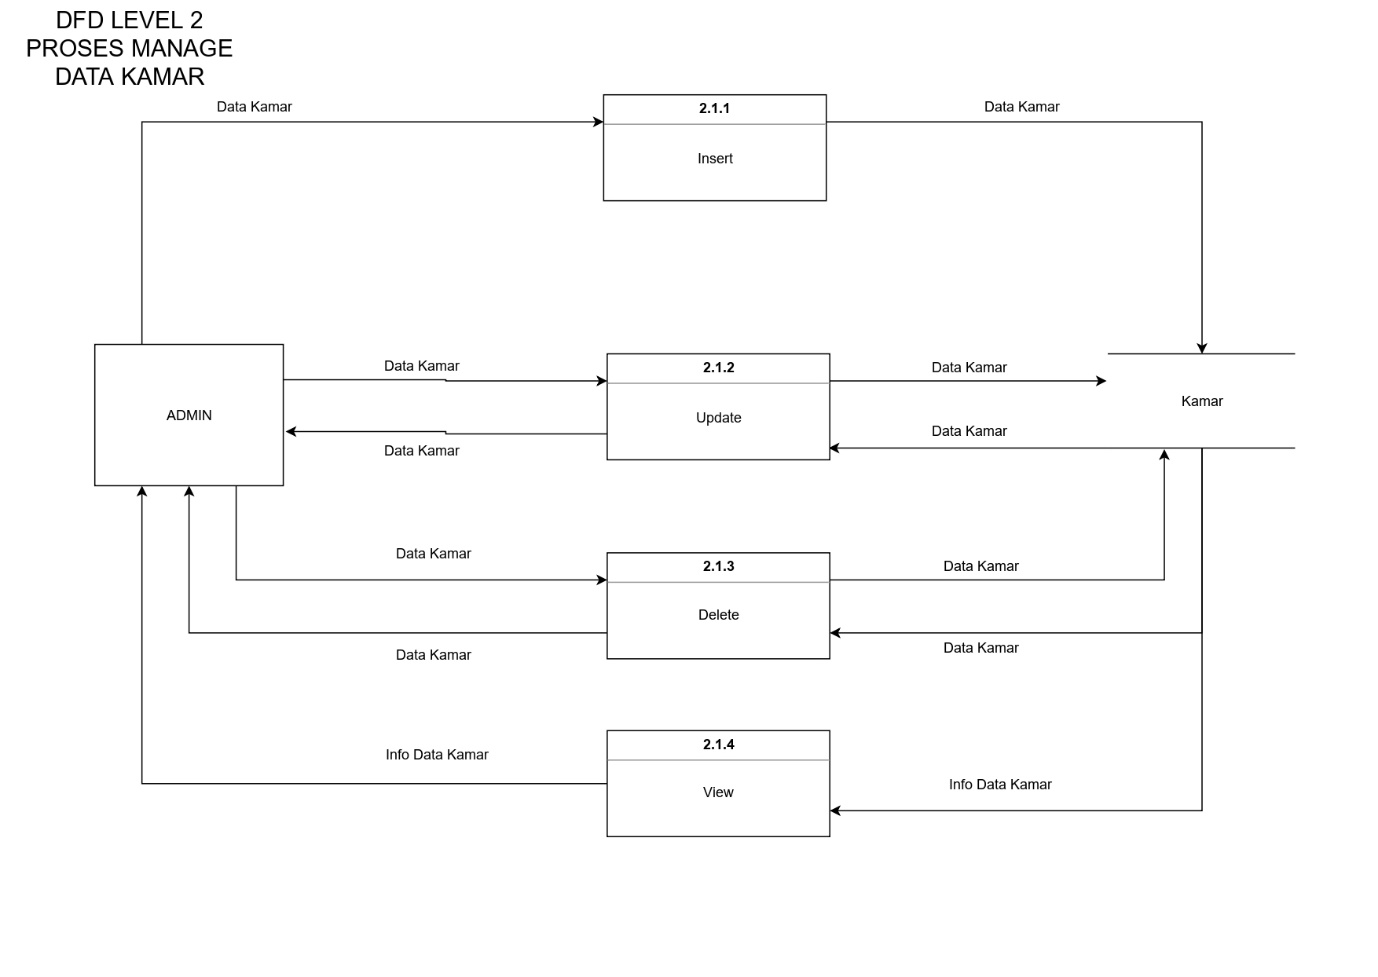 DFD LEVEL 2
PROSES MANAGE
DATA KAMAR
Data Kamar
2.1.1
Data Kamar
Insert
Data Kamar
2.1.2
Data Kamar
ADMIN
Update
Kamar
Data Kamar
Data Kamar
Data Kamar
2.1.3
Data Kamar
Delete
Data Kamar
Data Kamar
Info Data Kamar
2.1.4
View
Info Data Kamar